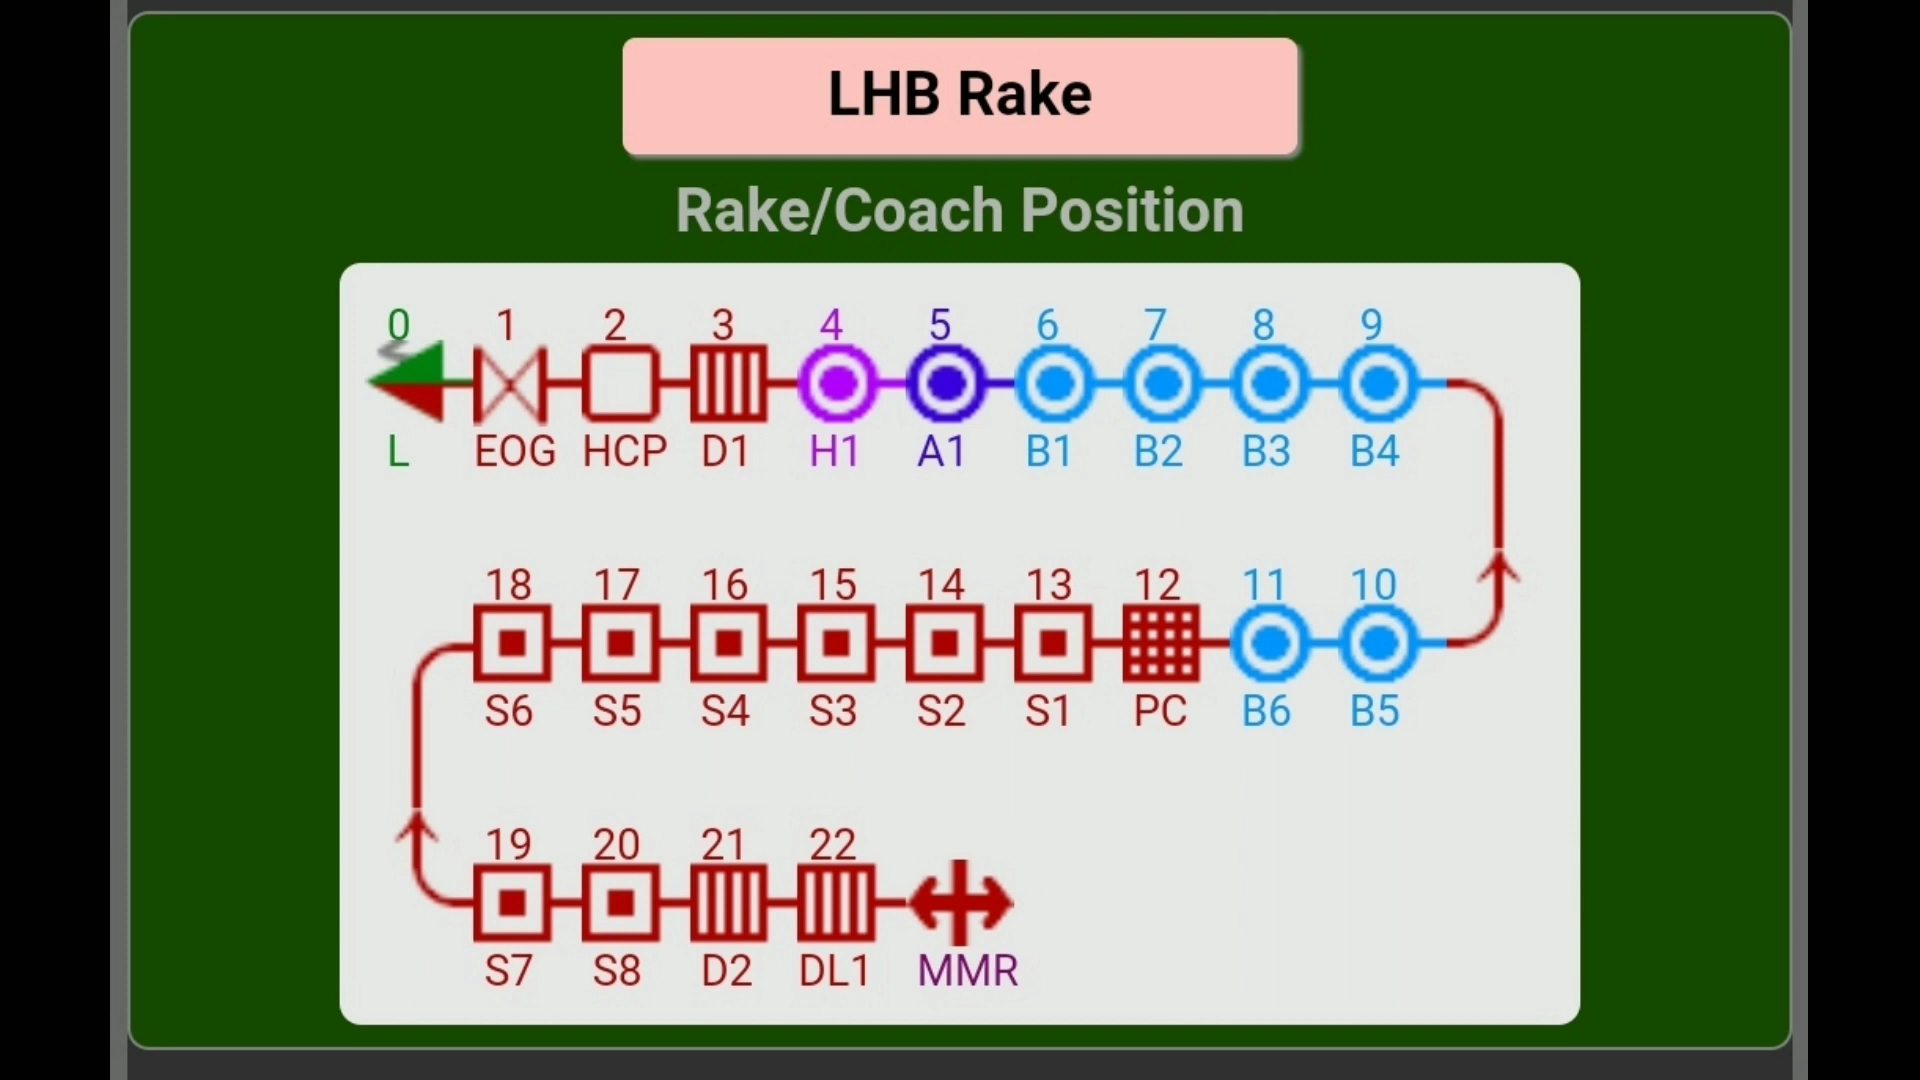 LHB Rake
Rake/Coach Position
0 1 2 3 4 5 6 7 8 9
L EOG HCP D1 H1 A1 B1 B2 B3 B4
18 17 16 15 14 13 12 11 10
S6 S5 S4 S3 S2 S1 PC B6 B5
19 20 21 22
S7 S8 D2 DL1 MMR